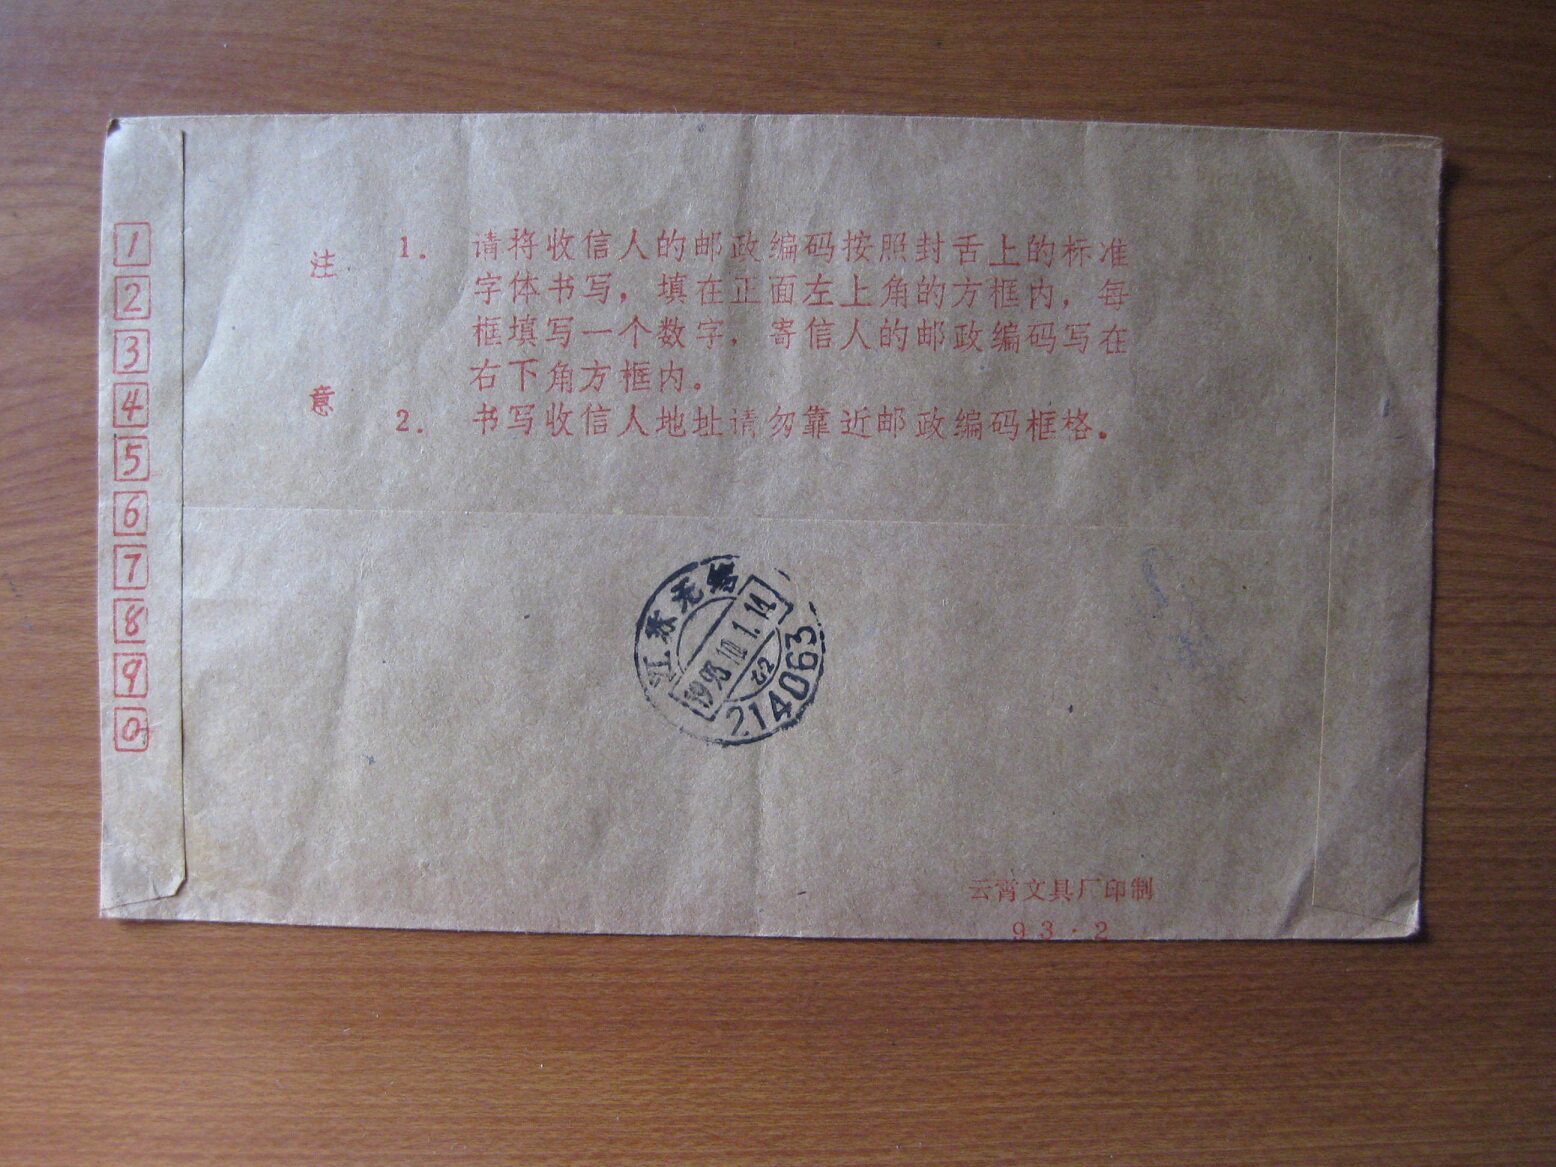 1
2
3
4
5
6
7
8
9
0
注意
1. 请将收信人的邮政编码按照封舌上的标准
字体书写，填在正面左上角的方框内，每
框填写一个数字，寄信人的邮政编码写在
右下角方框内。
2. 书写收信人地址请勿靠近邮政编码框格。
江苏无锡
1993.10.1.14
214063
云霄文具厂印制
93·2